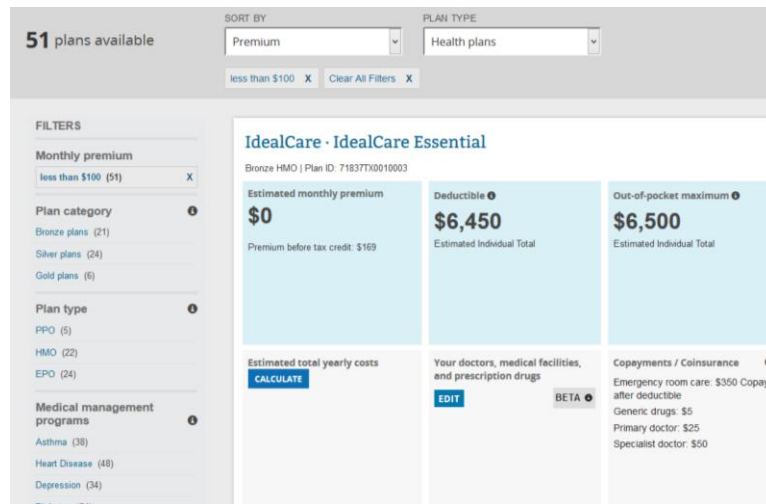 51 plans available
SORT BY
Premium
PLAN TYPE
Health plans
less than $100 X
Clear All Filters X
FILTERS
Monthly premium
less than $100 (51) X
Plan category
Bronze plans (21)
Silver plans (24)
Gold plans (6)
Plan type
PPO (5)
HMO (22)
EPO (24)
Medical management
programs
Asthma (38)
Heart Disease (48)
Depression (34)
IdealCare · IdealCare Essential
Bronze HMO | Plan ID: 71837TX0010003
Estimated monthly premium
$0
Premium before tax credit: $169
Deductible
$6,450
Estimated Individual Total
Out-of-pocket maximum
$6,500
Estimated Individual Total
Estimated total yearly costs
CALCULATE
Your doctors, medical facilities,
and prescription drugs
EDIT
BETA
Copayments / Coinsurance
Emergency room care: $350 Copay
after deductible
Generic drugs: $5
Primary doctor: $25
Specialist doctor: $50